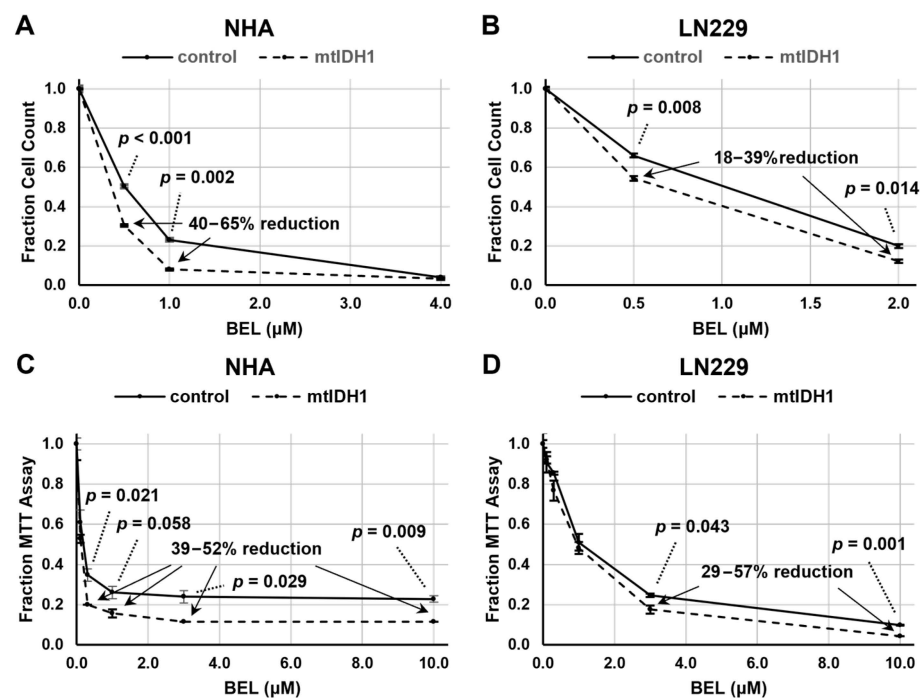 A
NHA
control mtIDH1
Fraction Cell Count
1.0
0.8
0.6
0.4
0.2
0.0
p < 0.001
p = 0.002
40–65% reduction
0.0 1.0 2.0 3.0 4.0
BEL (µM)
B
LN229
control mtIDH1
Fraction Cell Count
1.0
0.8
0.6
0.4
0.2
0.0
p = 0.008
18–39%reduction
p = 0.014
0.0 0.5 1.0 1.5 2.0
BEL (µM)
C
NHA
control mtIDH1
Fraction MTT Assay
1.0
0.8
0.6
0.4
0.2
0.0
p = 0.021
p = 0.058
p = 0.009
39–52% reduction
p = 0.029
0.0 2.0 4.0 6.0 8.0 10.0
BEL (µM)
D
LN229
control mtIDH1
Fraction MTT Assay
1.0
0.8
0.6
0.4
0.2
0.0
p = 0.043
p = 0.001
29–57% reduction
0.0 2.0 4.0 6.0 8.0 10.0
BEL (µM)